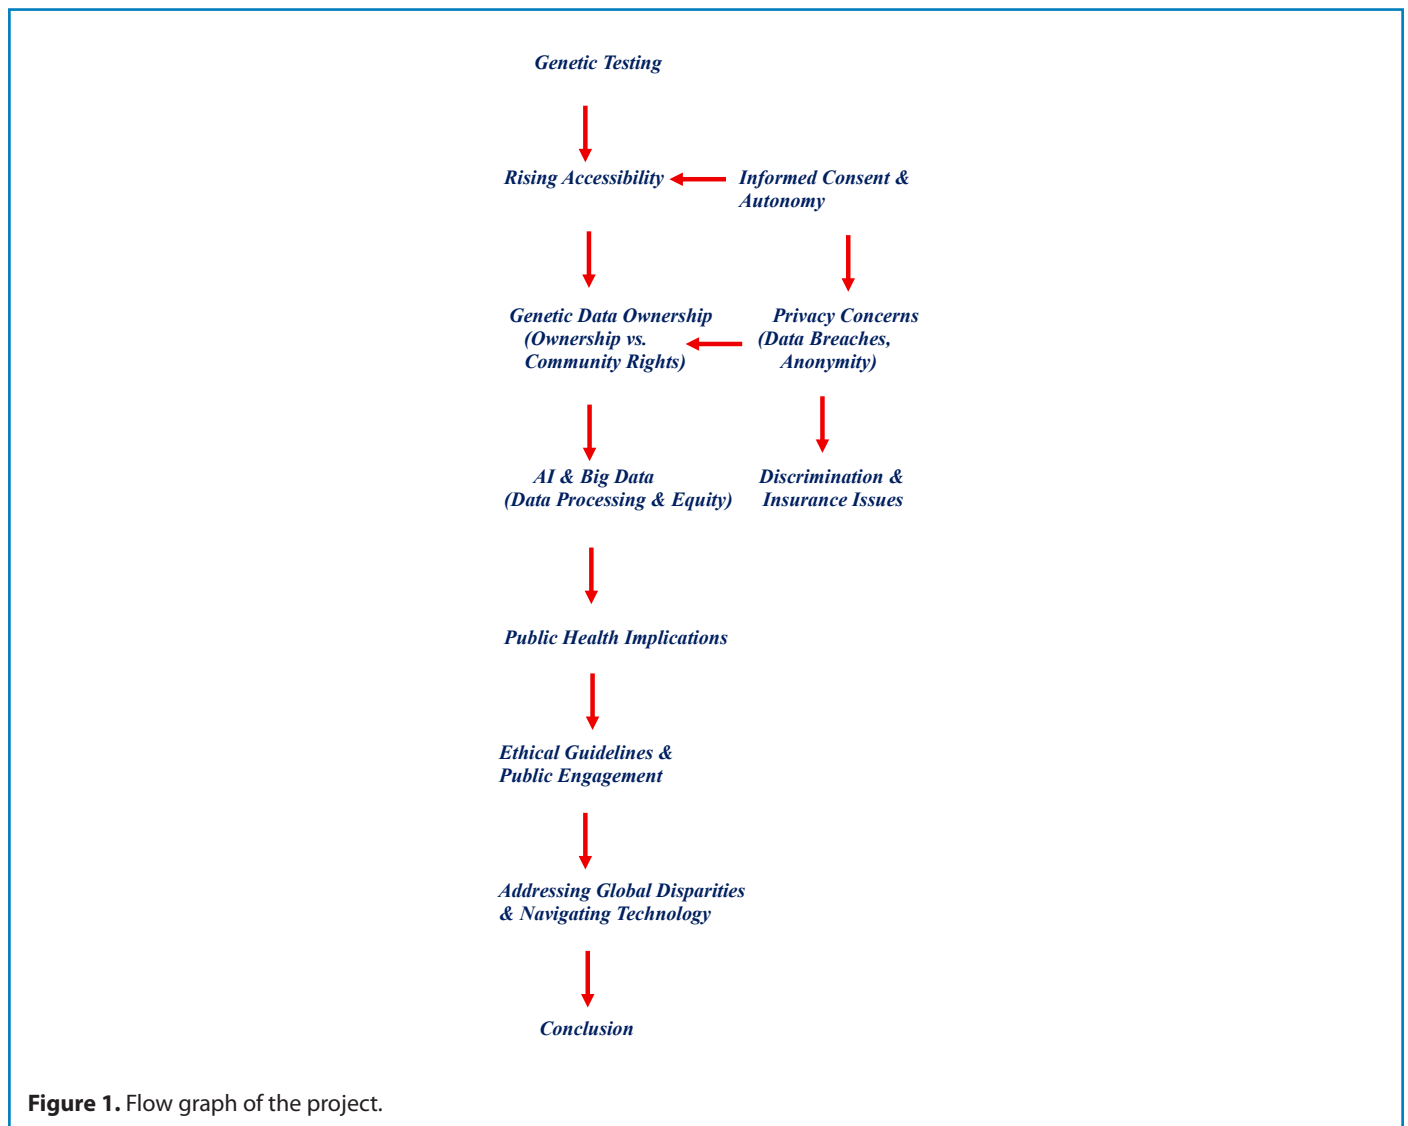 Genetic Testing
Rising Accessibility
Informed Consent &
Autonomy
Genetic Data Ownership
(Ownership vs.
Community Rights)
Privacy Concerns
(Data Breaches,
Anonymity)
AI & Big Data
(Data Processing & Equity)
Discrimination &
Insurance Issues
Public Health Implications
Ethical Guidelines &
Public Engagement
Addressing Global Disparities
& Navigating Technology
Conclusion
Figure 1. Flow graph of the project.